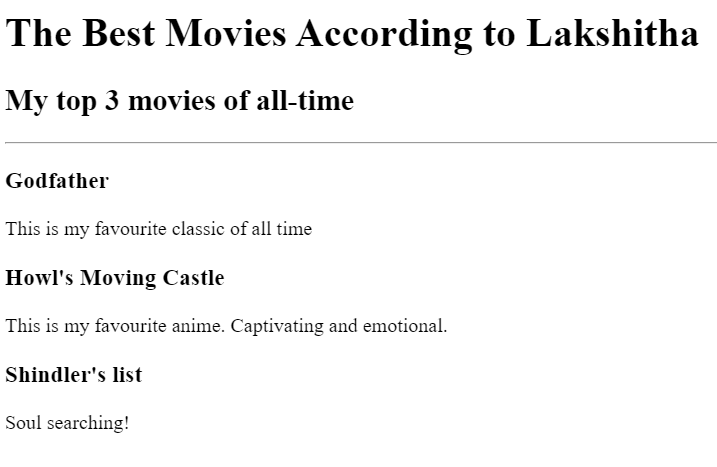 The Best Movies According to Lakshitha
My top 3 movies of all-time
Godfather
This is my favourite classic of all time
Howl's Moving Castle
This is my favourite anime. Captivating and emotional.
Shindler's list
Soul searching!